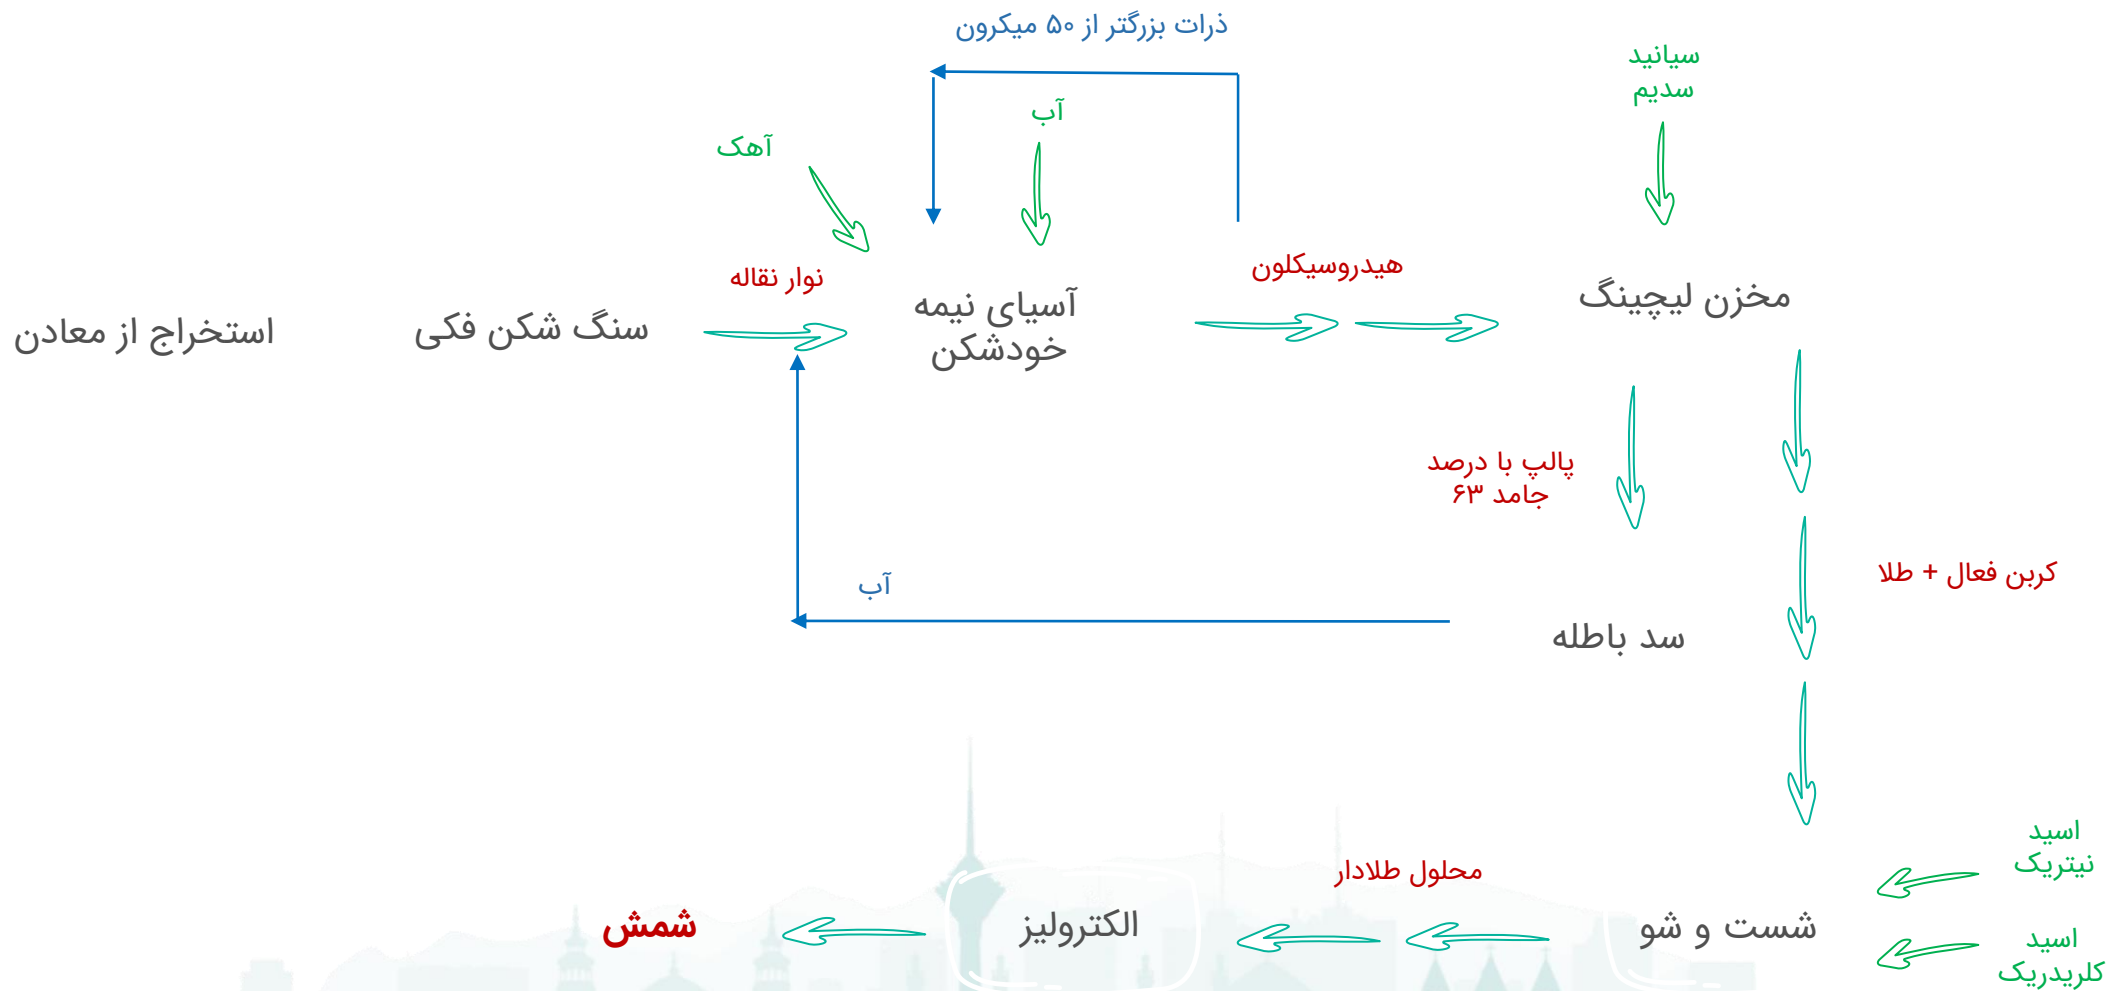 ذرات بزرگتر از ۵۰ میکرون
سیانید
سدیم
آب
آهک
نوار نقاله
هیدروسیکلون
استخراج از معادن
سنگ شکن فکی
آسیای نیمه
خودشکن
مخزن لیچینگ
پالپ با درصد
جامد ۶۳
کربن فعال + طلا
آب
سد باطله
اسید
نیتریک
محلول طلادار
شمش
الکترولیز
شست و شو
اسید
کلریدریک